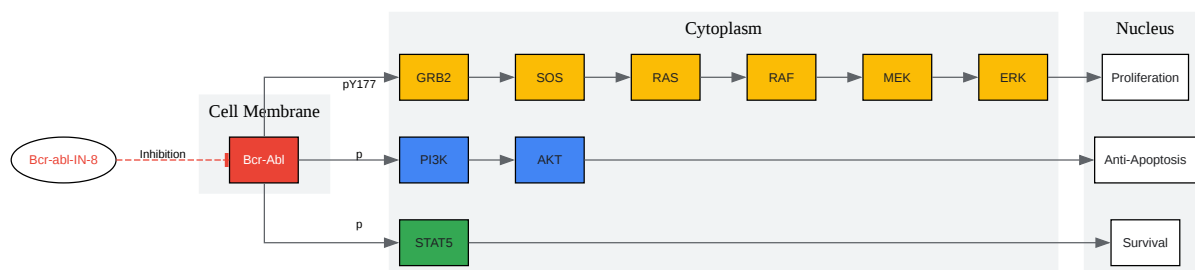 Cytoplasm
Nucleus
GRB2
SOS
RAS
RAF
MEK
ERK
Proliferation
pY177
Cell Membrane
Bcr-abl-IN-8
Inhibition
Bcr-Abl
p
PI3K
AKT
Anti-Apoptosis
p
STAT5
Survival